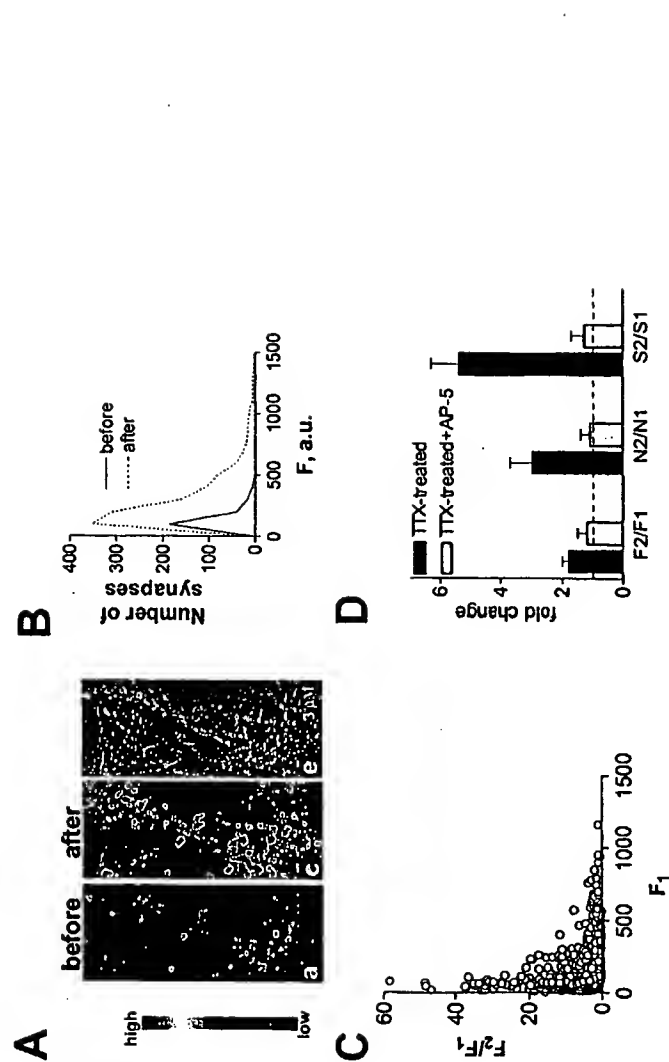 A
before
after
high
low
a
c
e
3 μM
B
Number of
synapses
400
300
200
100
0
before
after
0
500
1000
1500
F, a.u.
C
F2/F1
60
40
20
0
0
500
1000
1500
F1
D
fold change
6
4
2
0
TTX-treated
TTX-treated+AP-5
F2/F1
N2/N1
S2/S1